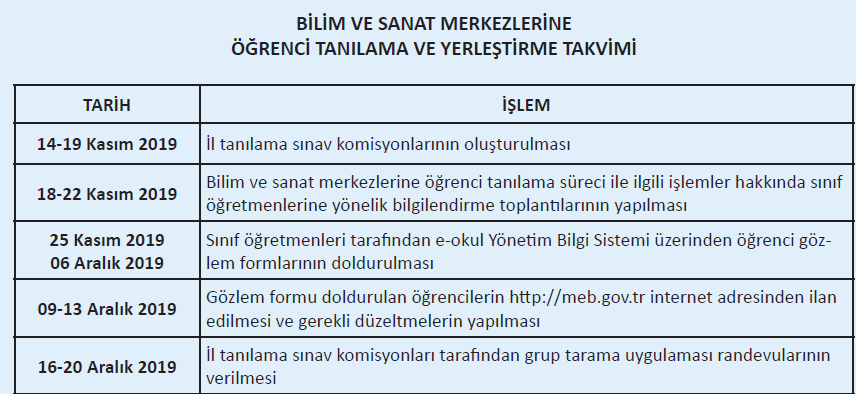 BİLİM VE SANAT MERKEZLERİNE
ÖĞRENCİ TANILAMA VE YERLEŞTİRME TAKVİMİ
TARİH İŞLEM
14-19 Kasım 2019 İl tanılama sınav komisyonlarının oluşturulması
18-22 Kasım 2019 Bilim ve sanat merkezlerine öğrenci tanılama süreci ile ilgili işlemler hakkında sınıf
öğretmenlerine yönelik bilgilendirme toplantılarının yapılması
25 Kasım 2019 Sınıf öğretmenleri tarafından e-okul Yönetim Bilgi Sistemi üzerinden öğrenci göz-
06 Aralık 2019 lem formlarının doldurulması
09-13 Aralık 2019 Gözlem formu doldurulan öğrencilerin http://meb.gov.tr internet adresinden ilan
edilmesi ve gerekli düzeltmelerin yapılması
16-20 Aralık 2019 İl tanılama sınav komisyonları tarafından grup tarama uygulaması randevularının
verilmesi